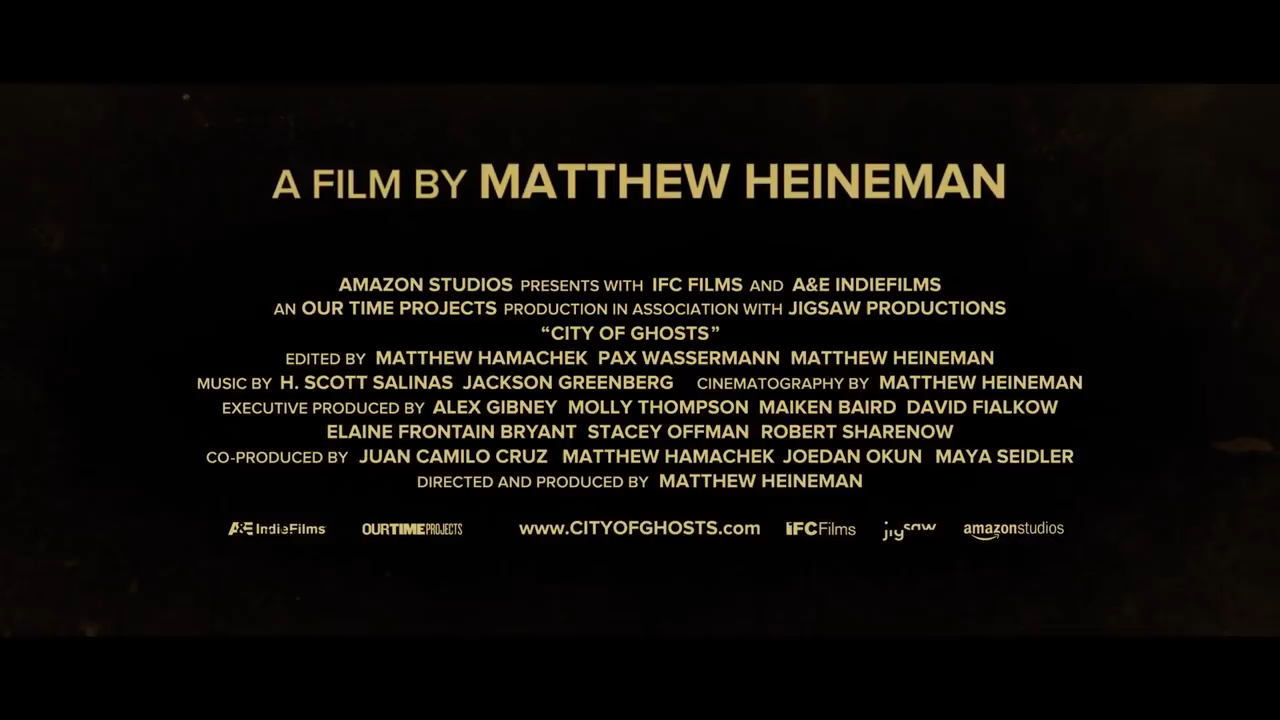 A FILM BY MATTHEW HEINEMAN
AMAZON STUDIOS PRESENTS WITH IFC FILMS AND A&E INDIEFILMS
AN OUR TIME PROJECTS PRODUCTION IN ASSOCIATION WITH JIGSAW PRODUCTIONS
“CITY OF GHOSTS”
EDITED BY MATTHEW HAMACHEK PAX WASSERMANN MATTHEW HEINEMAN
MUSIC BY H. SCOTT SALINAS JACKSON GREENBERG CINEMATOGRAPHY BY MATTHEW HEINEMAN
EXECUTIVE PRODUCED BY ALEX GIBNEY MOLLY THOMPSON MAIKEN BAIRD DAVID FIALKOW
ELAINE FRONTAIN BRYANT STACEY OFFMAN ROBERT SHARENOW
CO-PRODUCED BY JUAN CAMILO CRUZ MATTHEW HAMACHEK JOEDAN OKUN MAYA SEIDLER
DIRECTED AND PRODUCED BY MATTHEW HEINEMAN
A&E IndieFilms OURTIMEPROJECTS www.CITYOFGHOSTS.com IFC Films jigsaw amazonstudios